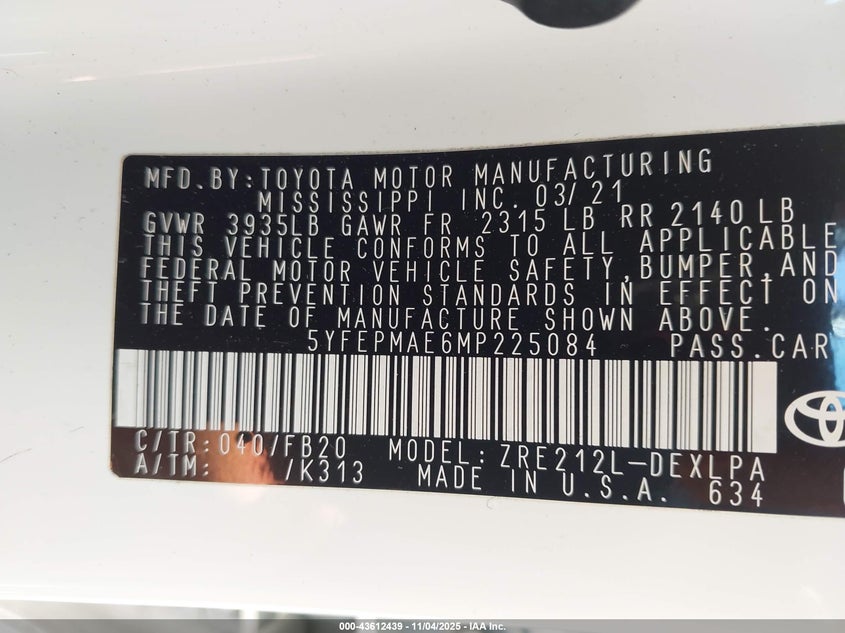 MFD.BY:TOYOTA MOTOR MANUFACTURING
MISSISSIPPI INC. 03/21
GVWR 3935LB GAWR FR 2315 LB RR 2140 LB
THIS VEHICLE CONFORMS TO ALL APPLICABLE
FEDERAL MOTOR VEHICLE SAFETY, BUMPER, AND
THEFT PREVENTION STANDARDS IN EFFECT ON
THE DATE OF MANUFACTURE SHOWN ABOVE.
5YFEPMAE6MP225084 PASS.CAR
C/TR:040/FB20 MODEL:ZRE212L-DEXLPA
A/TM: /K313 MADE IN U.S.A. 634
000-43612439 - 11/04/2025 - IAA Inc.